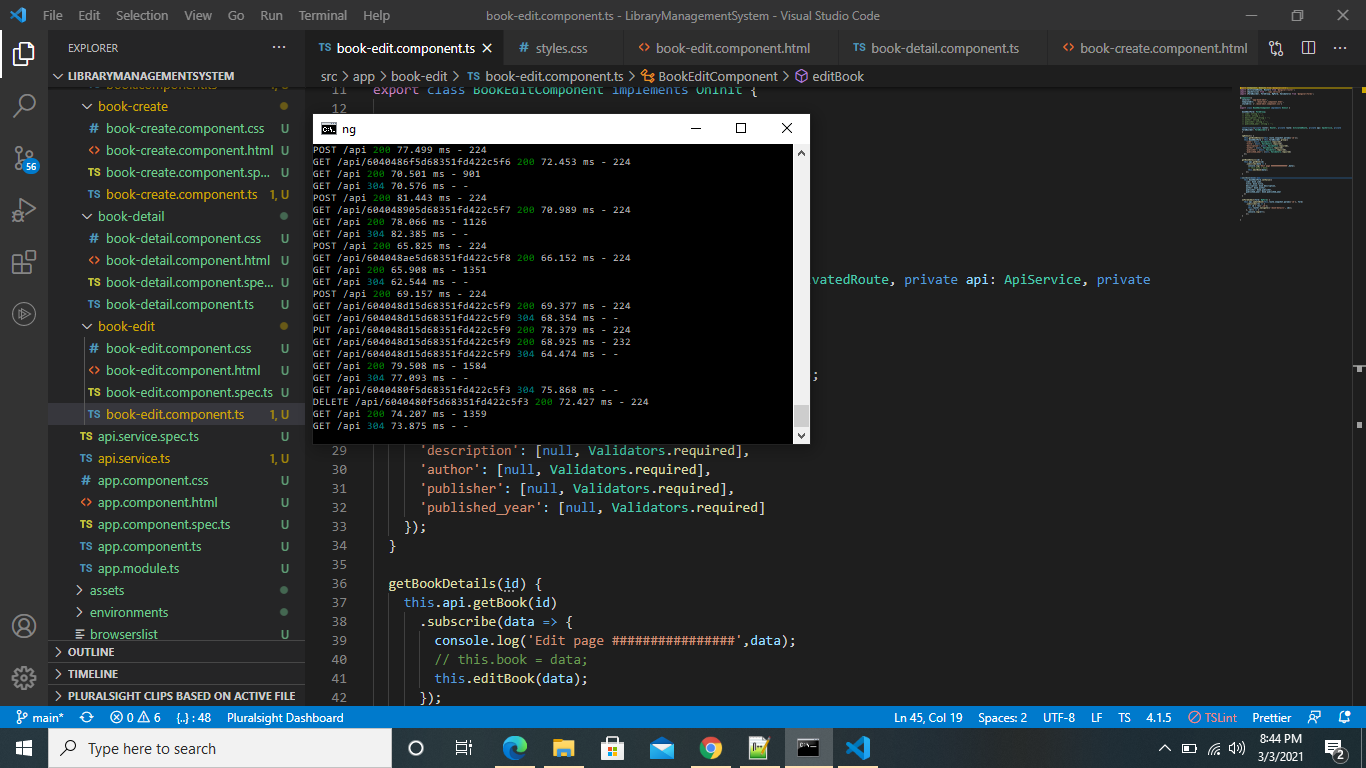 File Edit Selection View Go Run Terminal Help book-edit.component.ts - LibraryManagementSystem - Visual Studio Code
EXPLORER
LIBRARYMANAGEMENTSYSTEM
book-create
# book-create.component.css U
<> book-create.component.html U
TS book-create.component.sp... U
TS book-create.component.ts 1, U
book-detail
# book-detail.component.css U
<> book-detail.component.html U
TS book-detail.component.spe... U
TS book-detail.component.ts U
book-edit
# book-edit.component.css U
<> book-edit.component.html U
TS book-edit.component.spec.ts U
TS book-edit.component.ts 1, U
TS api.service.spec.ts U
TS api.service.ts 1, U
# app.component.css U
<> app.component.html U
TS app.component.spec.ts U
TS app.component.ts U
TS app.module.ts U
assets
environments
browserslist U
OUTLINE
TIMELINE
PLURALSIGHT CLIPS BASED ON ACTIVE FILE
56
TS book-edit.component.ts # styles.css <> book-edit.component.html TS book-detail.component.ts <> book-create.component.html
src > app > book-edit > TS book-edit.component.ts > BookEditComponent > editBook
11 export class BookEditComponent implements OnInit {
12
ng
POST /api 200 77.499 ms - 224
GET /api/6040486f5d68351fd422c5f6 200 72.453 ms - 224
GET /api 200 70.501 ms - 901
GET /api 304 70.576 ms - -
POST /api 200 81.443 ms - 224
GET /api/604048905d68351fd422c5f7 200 70.989 ms - 224
GET /api 200 78.066 ms - 1126
GET /api 304 82.385 ms - -
POST /api 200 65.825 ms - 224
GET /api/604048ae5d68351fd422c5f8 200 66.152 ms - 224
GET /api 200 65.908 ms - 1351
GET /api 304 62.544 ms - -
POST /api 200 69.157 ms - 224
GET /api/604048d15d68351fd422c5f9 200 69.377 ms - 224
GET /api/604048d15d68351fd422c5f9 304 68.354 ms - -
PUT /api/604048d15d68351fd422c5f9 200 78.379 ms - 224
GET /api/604048d15d68351fd422c5f9 200 68.925 ms - 232
GET /api/604048d15d68351fd422c5f9 304 64.474 ms - -
GET /api 200 79.508 ms - 1584
GET /api 304 77.093 ms - -
GET /api/6040480f5d68351fd422c5f3 304 75.868 ms - -
DELETE /api/6040480f5d68351fd422c5f3 200 72.427 ms - 224
GET /api 200 74.207 ms - 1359
GET /api 304 73.875 ms - -
ivatedRoute, private api: ApiService, private
;
29 'description': [null, Validators.required],
30 'author': [null, Validators.required],
31 'publisher': [null, Validators.required],
32 'published_year': [null, Validators.required]
33 });
34 }
35
36 getBookDetails(id) {
37 this.api.getBook(id)
38 .subscribe(data => {
39 console.log('Edit page ################',data);
40 // this.book = data;
41 this.editBook(data);
42 });
main* 0 6 {..} : 48 Pluralsight Dashboard Ln 45, Col 19 Spaces: 2 UTF-8 LF TS 4.1.5 TSLint Prettier
Type here to search
8:44 PM
3/3/2021
2